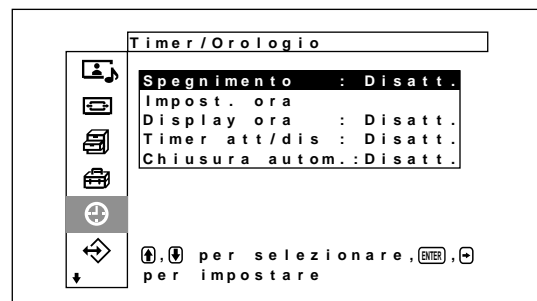 Timer/Orologio
Spegnimento : Disatt.
Impost. ora
Display ora : Disatt.
Timer att/dis : Disatt.
Chiusura autom.:Disatt.
, per selezionare, ENTER ,
per impostare